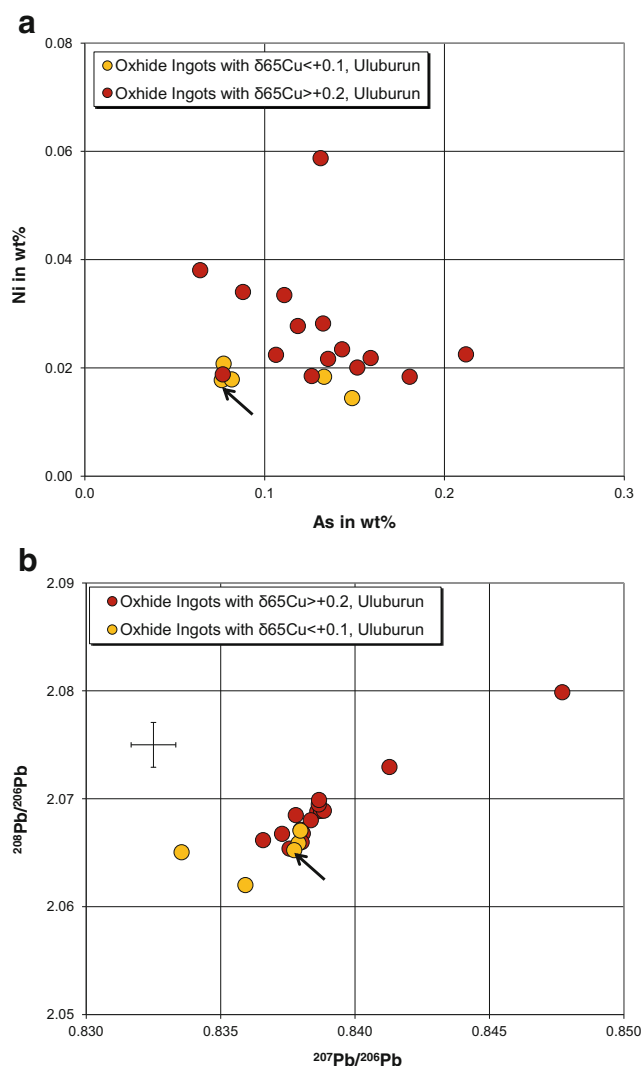 a
0.08
Oxhide Ingots with δ65Cu<+0.1, Uluburun
Oxhide Ingots with δ65Cu>+0.2, Uluburun
0.06
Ni in wt%
0.04
0.02
0.00
0.0 0.1 0.2 0.3
As in wt%
b
2.09
Oxhide Ingots with δ65Cu>+0.2, Uluburun
Oxhide Ingots with δ65Cu<+0.1, Uluburun
2.08
²⁰⁸Pb/²⁰⁶Pb
2.07
2.06
2.05
0.830 0.835 0.840 0.845 0.850
²⁰⁷Pb/²⁰⁶Pb